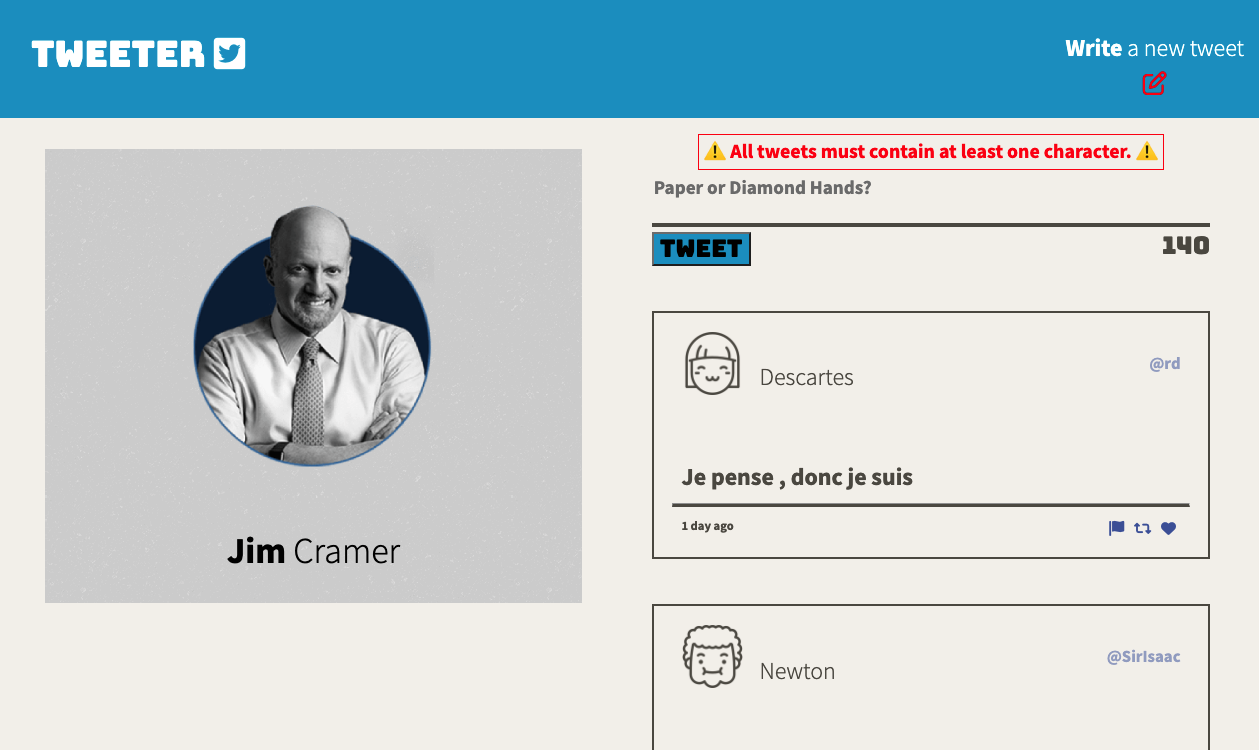 TWEETER
Write a new tweet
⚠️ All tweets must contain at least one character. ⚠️
Paper or Diamond Hands?
TWEET
140
Jim Cramer
Descartes
@rd
Je pense , donc je suis
1 day ago
Newton
@SirIsaac